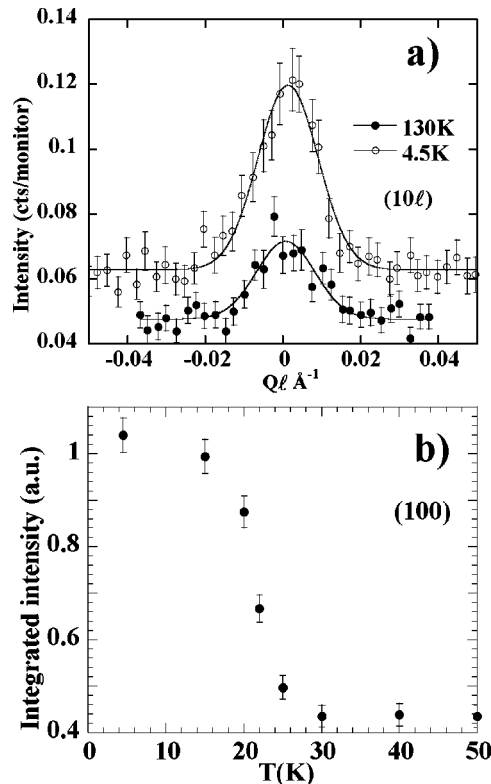 0.14
0.12
0.1
0.08
0.06
0.04
Intensity (cts/monitor)
a)
130K
4.5K
(10ℓ)
-0.04 -0.02 0 0.02 0.04
Qℓ Å⁻¹
1
0.8
0.6
0.4
Integrated intensity (a.u.)
b)
(100)
0 10 20 30 40 50
T(K)